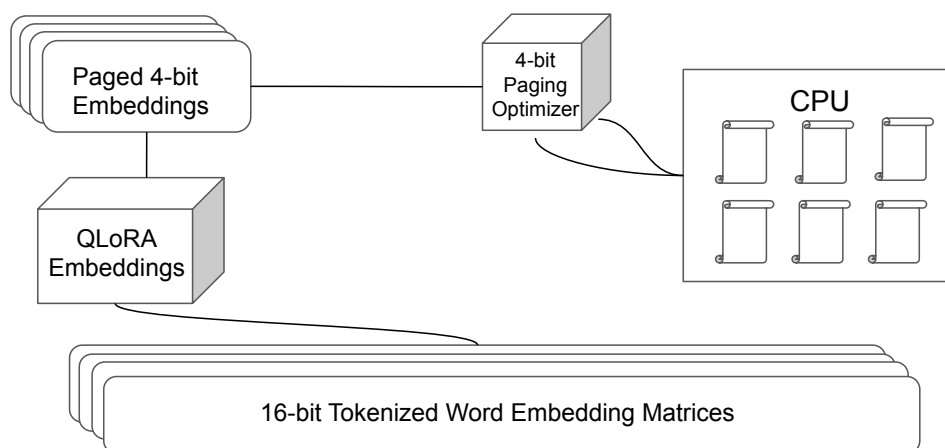 Paged 4-bit
Embeddings
4-bit
Paging
Optimizer
CPU
QLoRA
Embeddings
16-bit Tokenized Word Embedding Matrices